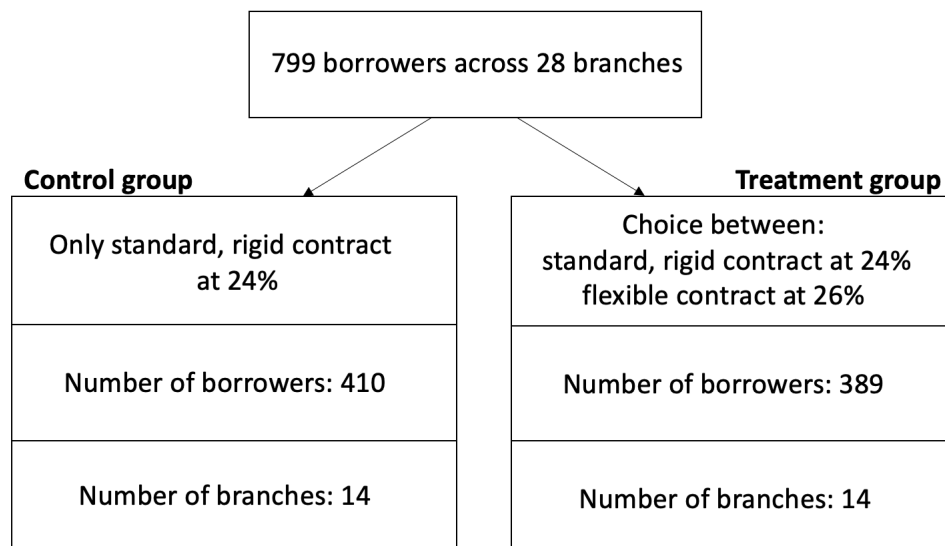 799 borrowers across 28 branches
Control group
Only standard, rigid contract
at 24%
Number of borrowers: 410
Number of branches: 14
Treatment group
Choice between:
standard, rigid contract at 24%
flexible contract at 26%
Number of borrowers: 389
Number of branches: 14